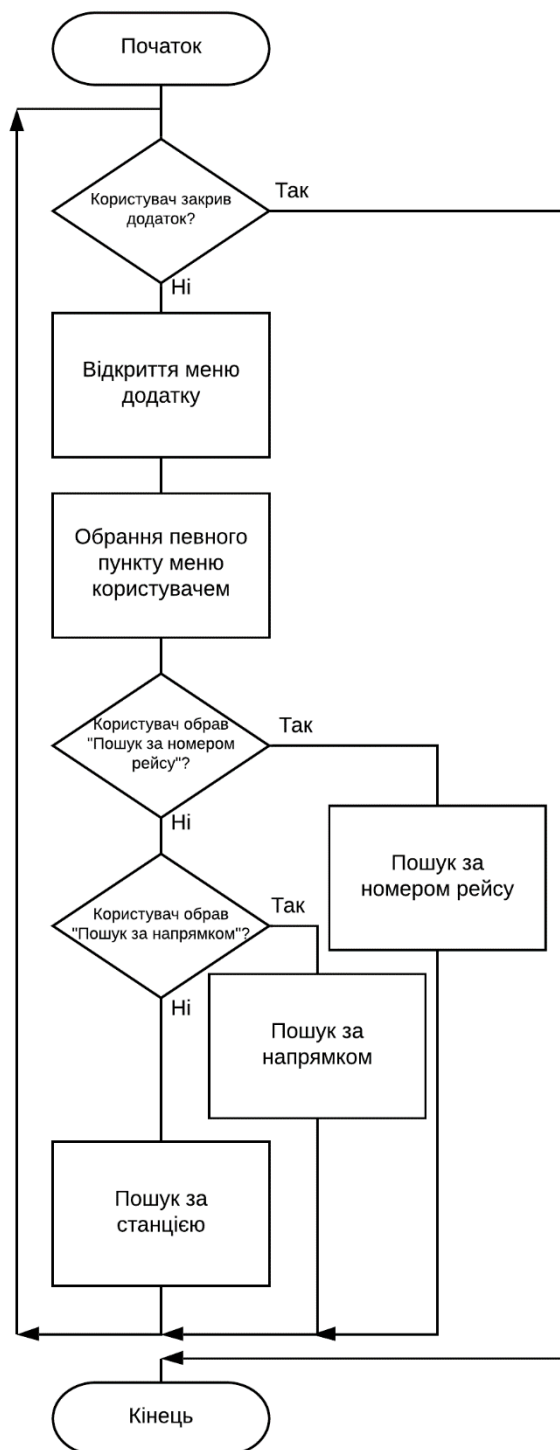 Початок
Користувач закрив
додаток?
Так
Ні
Відкриття меню
додатку
Обрання певного
пункту меню
користувачем
Користувач обрав
"Пошук за номером
рейсу"?
Так
Ні
Пошук за
номером рейсу
Користувач обрав
"Пошук за напрямком"?
Так
Ні
Пошук за
напрямком
Пошук за
станцією
Кінець